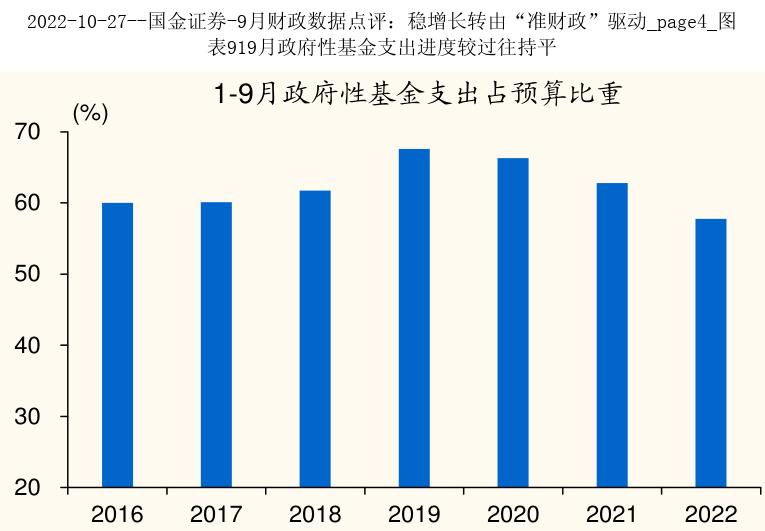 2022-10-27--国金证券-9月财政数据点评：稳增长转由“准财政”驱动_page4_图
表919月政府性基金支出进度较过往持平
1-9月政府性基金支出占预算比重
(%)
70
60
50
40
30
20
2016 2017 2018 2019 2020 2021 2022